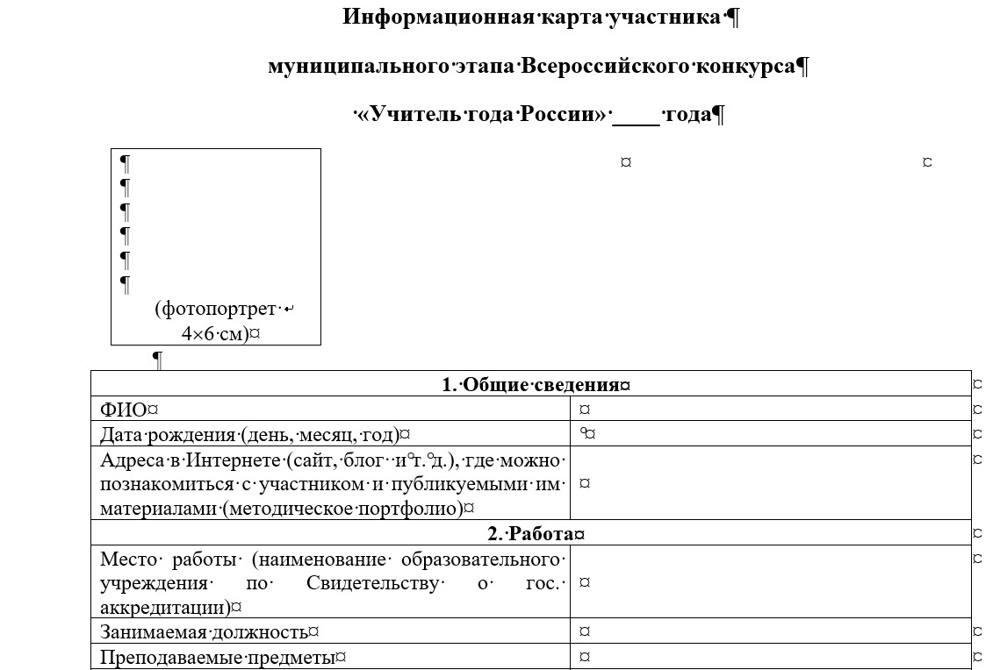 Информационная карта участника
муниципального этапа Всероссийского конкурса
«Учитель года России» ____ года
(фотопортрет
4×6 см)
1. Общие сведения
ФИО
Дата рождения (день, месяц, год)
Адреса в Интернете (сайт, блог  и т. д.), где можно
познакомиться с участником и публикуемыми им
материалами (методическое портфолио)
2. Работа
Место работы (наименование образовательного
учреждения по Свидетельству о гос.
аккредитации)
Занимаемая должность
Преподаваемые предметы